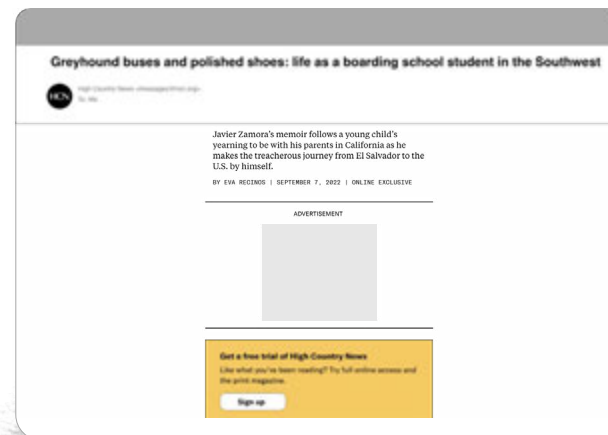 Greyhound buses and polished shoes: life as a boarding school student in the Southwest
HCN
Javier Zamora's memoir follows a young child's
yearning to be with his parents in California as he
makes the treacherous journey from El Salvador to the
U.S. by himself.
BY EVA RECINOS | SEPTEMBER 7, 2022 | ONLINE EXCLUSIVE
ADVERTISEMENT
Get a free trial of High Country News
Like what you've been reading? Try full online access and
the print magazine.
Sign up